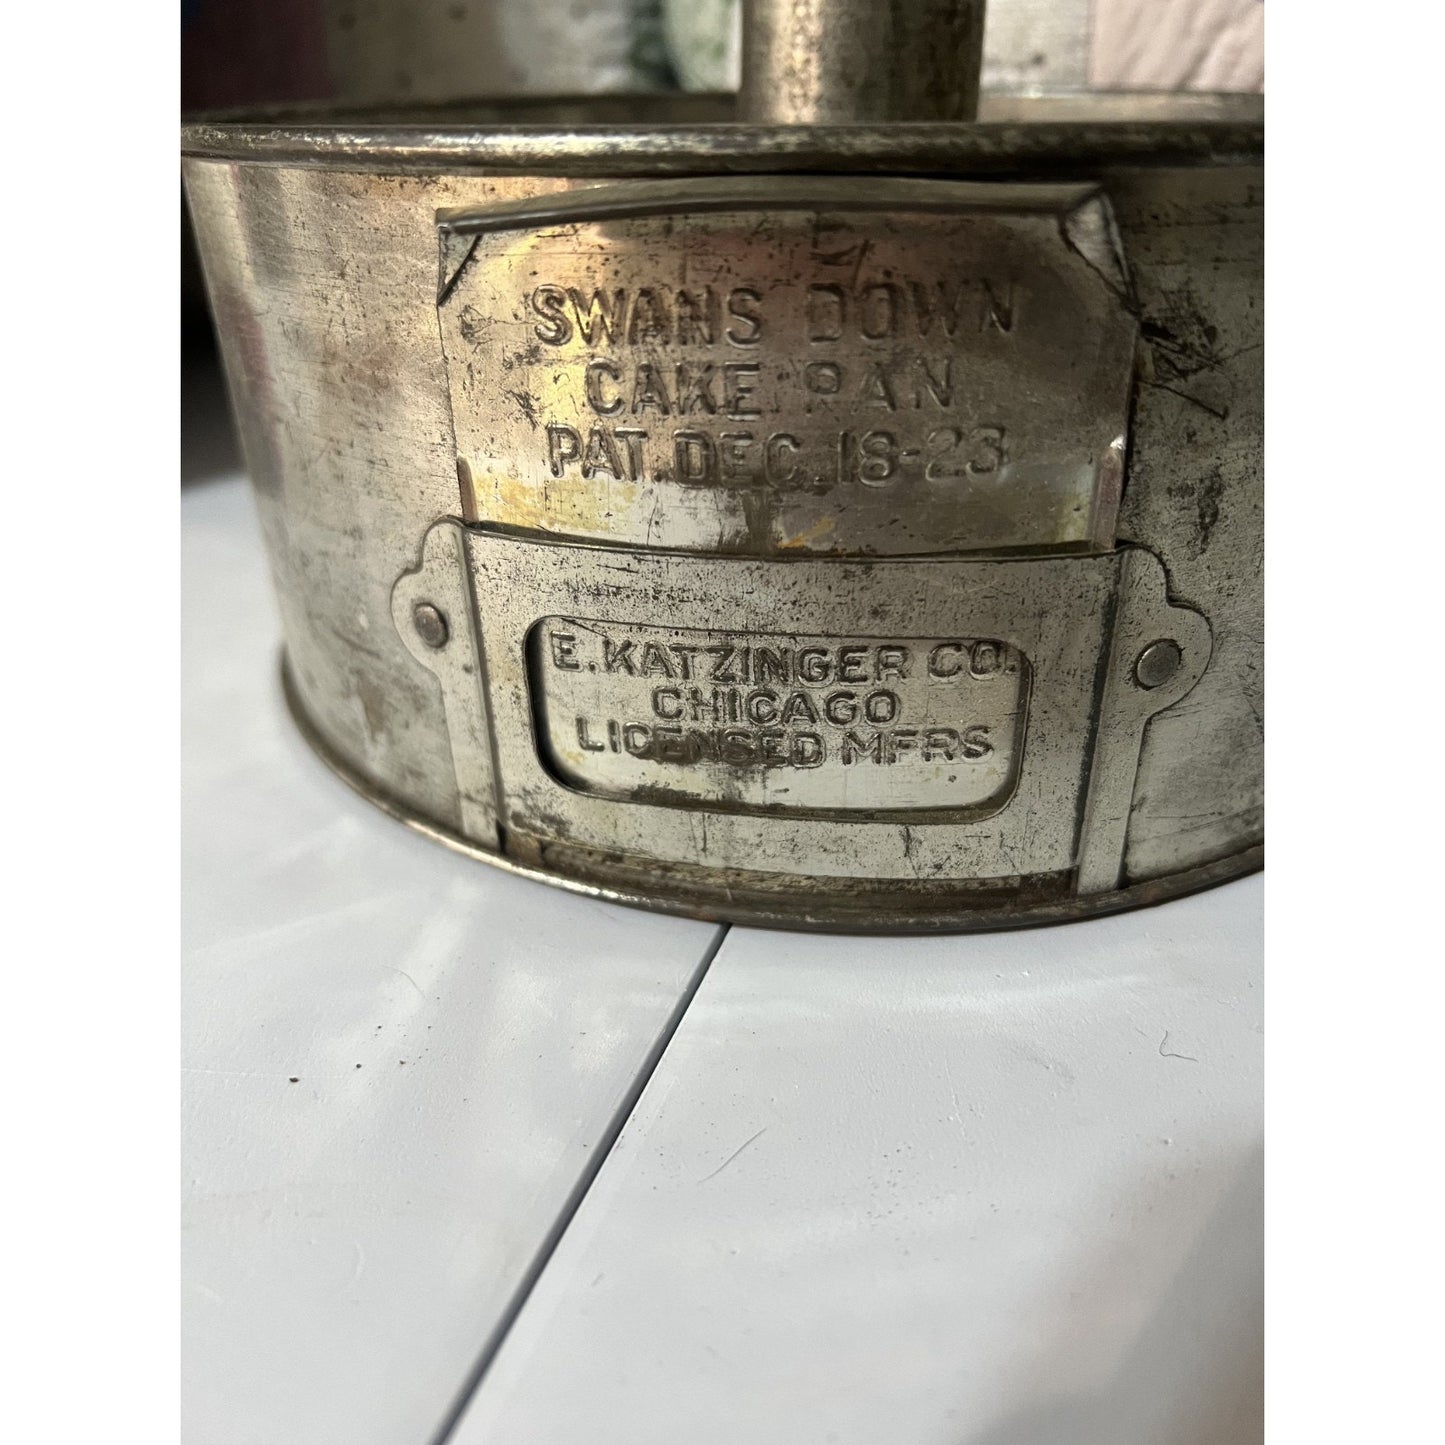 SWANS DOWN
CAKE PAN
PAT. DEC. 18-23
E. KATZINGER CO.
CHICAGO
LICENSED MFRS